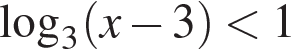 log₃(x − 3) < 1